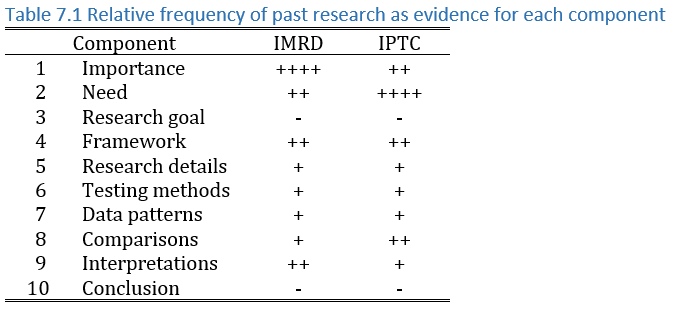 Table 7.1 Relative frequency of past research as evidence for each component
Component IMRD IPTC
1 Importance ++++ ++
2 Need ++ ++++
3 Research goal - -
4 Framework ++ ++
5 Research details + +
6 Testing methods + +
7 Data patterns + +
8 Comparisons + ++
9 Interpretations ++ +
10 Conclusion - -